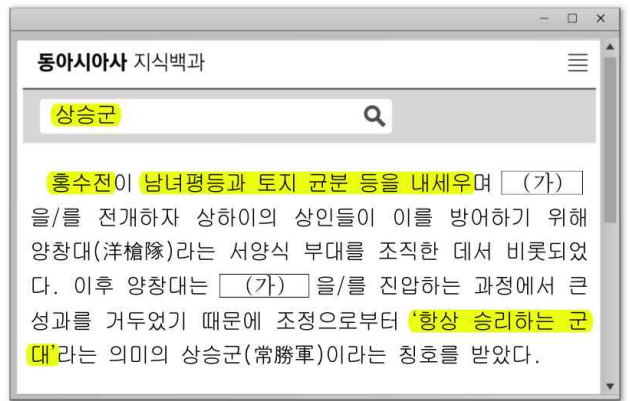 동아시아사 지식백과
상승군
홍수전이 남녀평등과 토지 균분 등을 내세우며 (가)
을/를 전개하자 상하이의 상인들이 이를 방어하기 위해
양창대(洋槍隊)라는 서양식 부대를 조직한 데서 비롯되었
다. 이후 양창대는 (가) 을/를 진압하는 과정에서 큰
성과를 거두었기 때문에 조정으로부터 ‘항상 승리하는 군
대’라는 의미의 상승군(常勝軍)이라는 칭호를 받았다.